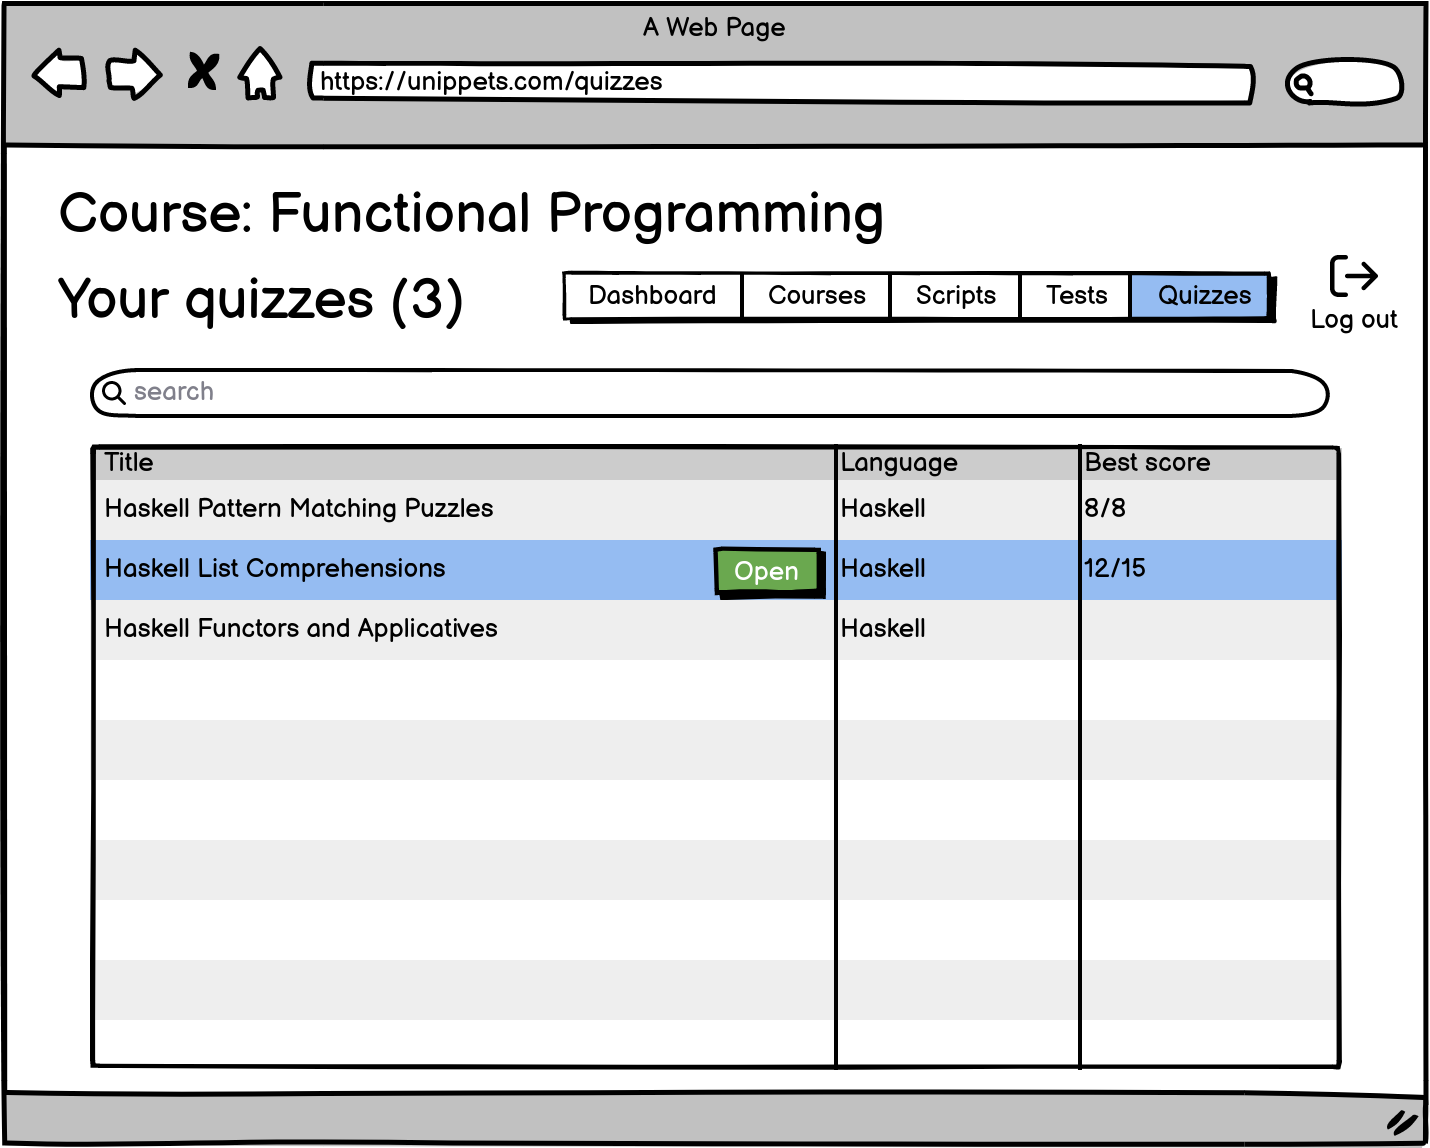 A Web Page
https://unippets.com/quizzes
Course: Functional Programming
Your quizzes (3)
Dashboard Courses Scripts Tests Quizzes
Log out
search
Title Language Best score
Haskell Pattern Matching Puzzles Haskell 8/8
Haskell List Comprehensions Open Haskell 12/15
Haskell Functors and Applicatives Haskell